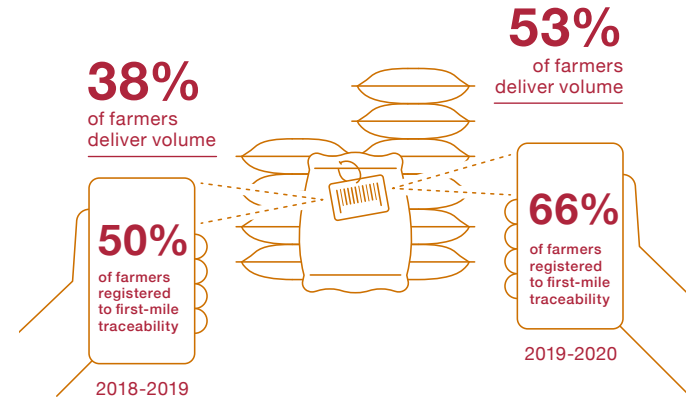 38%
of farmers
deliver volume
50%
of farmers
registered
to first-mile
traceability
2018-2019
53%
of farmers
deliver volume
66%
of farmers
registered
to first-mile
traceability
2019-2020